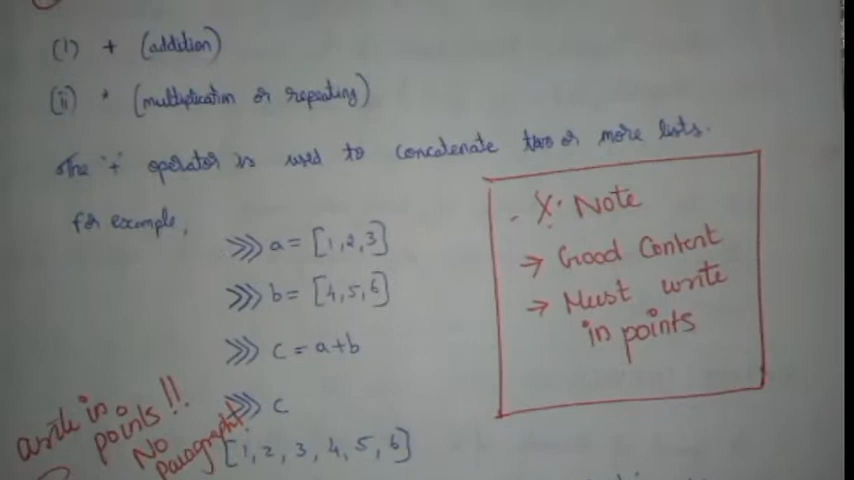 (i) + (addition)
(ii) * (multiplication or repeating)
The '+' operator is used to concatenate two or more lists.
for example,
>>> a = [1,2,3]
>>> b = [4,5,6]
>>> c = a+b
>>> c
[1, 2, 3, 4, 5, 6]
X. Note
→ Good Content
→ Must write
in points
write in
points!!
No
Paragraph!